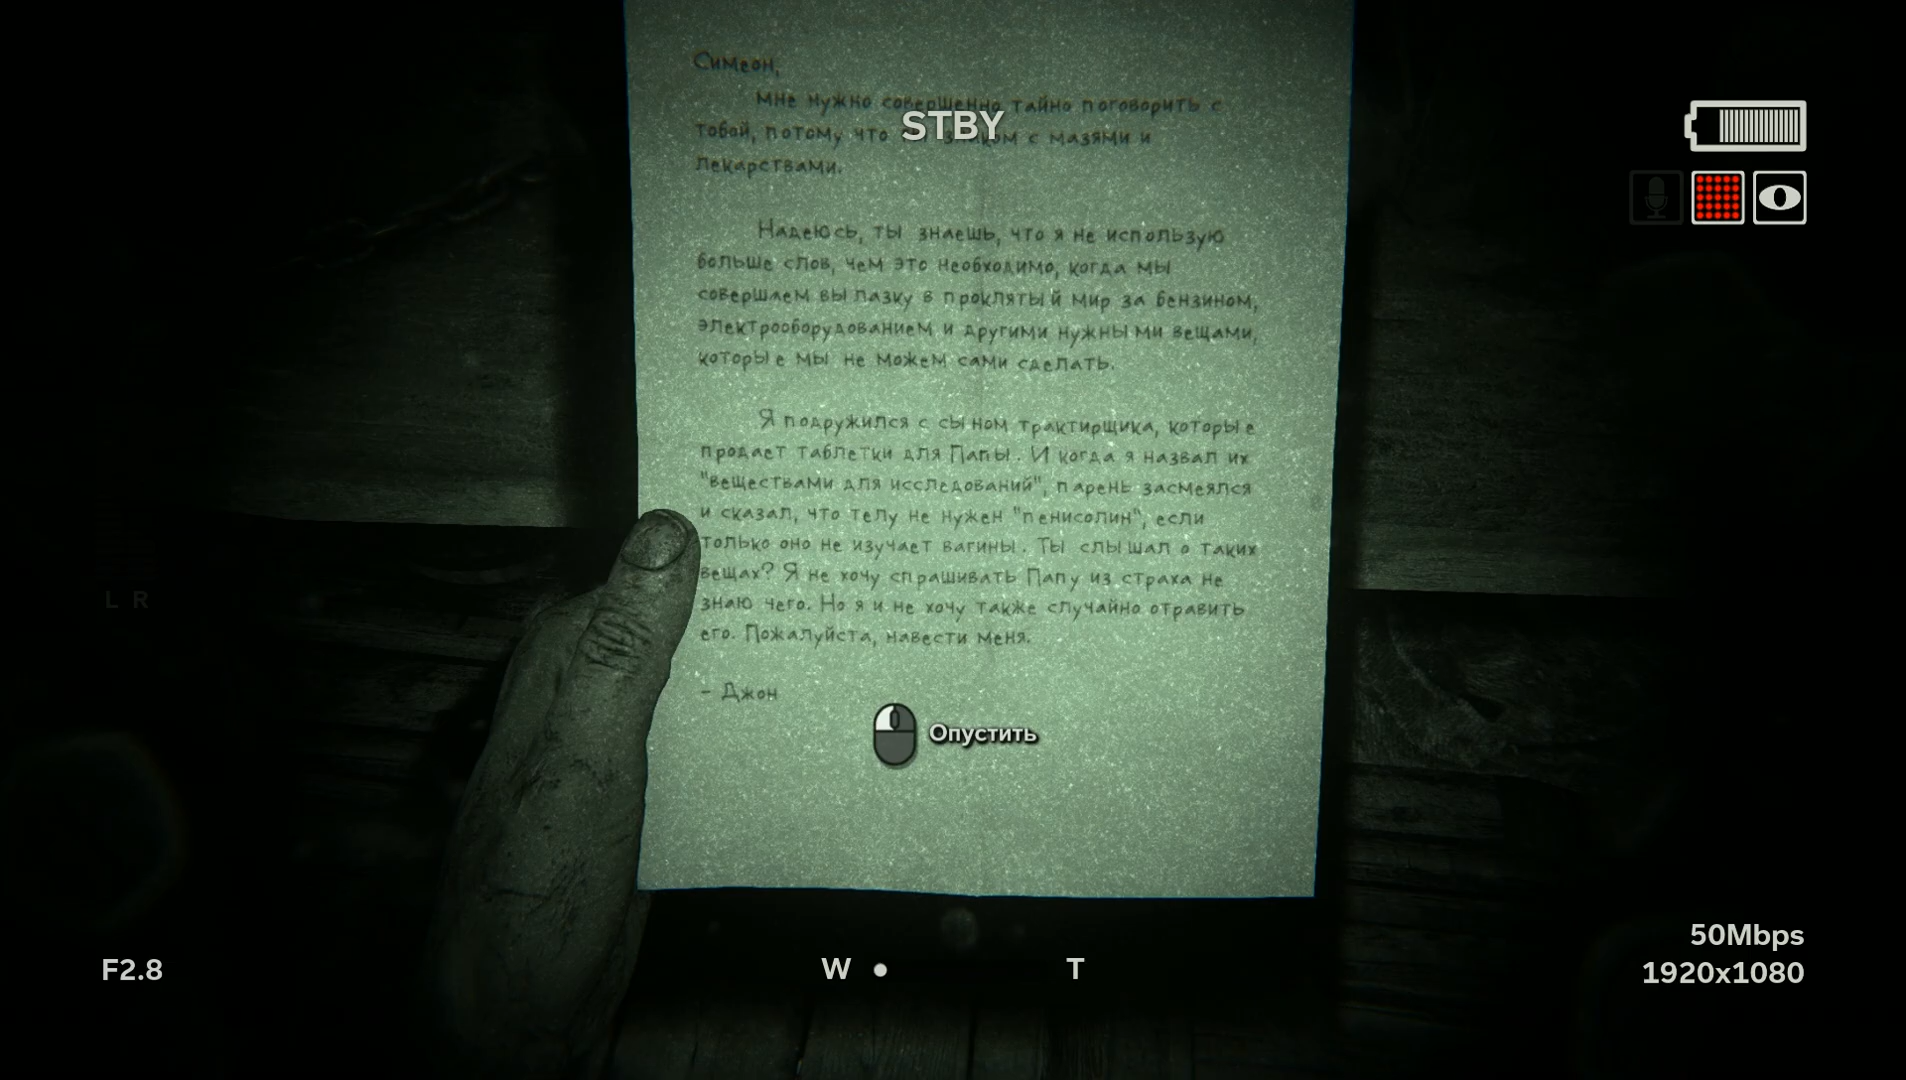 Симеон,
мне нужно совершенно тайно поговорить с
STBY
тобой, потому что ты знаком с мазями и
лекарствами.
Надеюсь, ты знаешь, что я не использую
больше слов, чем это необходимо, когда мы
совершаем вылазку в проклятый мир за бензином,
электрооборудованием и другими нужными вещами,
которые мы не можем сами сделать.
Я подружился с сыном трактирщика, которые
продает таблетки для Папы. И когда я назвал их
"веществами для исследований", парень засмеялся
и сказал, что телу не нужен "пенисолин", если
только оно не изучает вагины. Ты слышал о таких
вещах? Я не хочу спрашивать Папу из страха не
знаю чего. Но я и не хочу также случайно отравить
его. Пожалуйста, навести меня.
- Джон
Опустить
L R
F2.8
W T
50Mbps
1920x1080